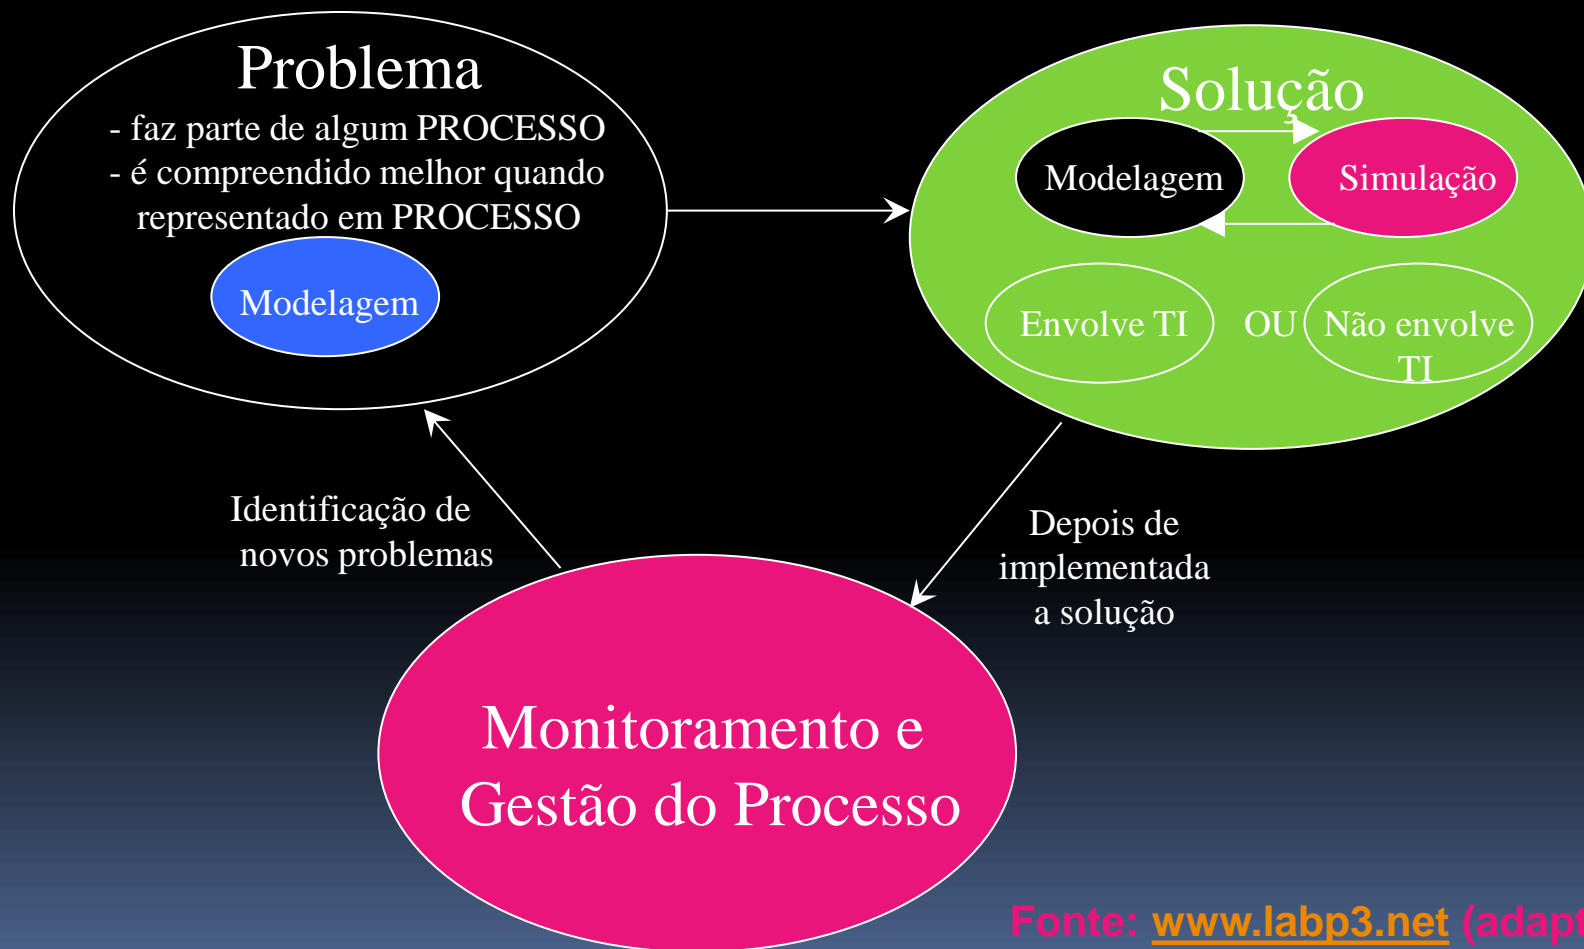 Problema
- faz parte de algum PROCESSO
- é compreendido melhor quando
representado em PROCESSO
Modelagem
Solução
Modelagem
Simulação
Envolve TI
OU
Não envolve
TI
Identificação de
novos problemas
Depois de
implementada
a solução
Monitoramento e
Gestão do Processo
Fonte: www.labp3.net (adapt